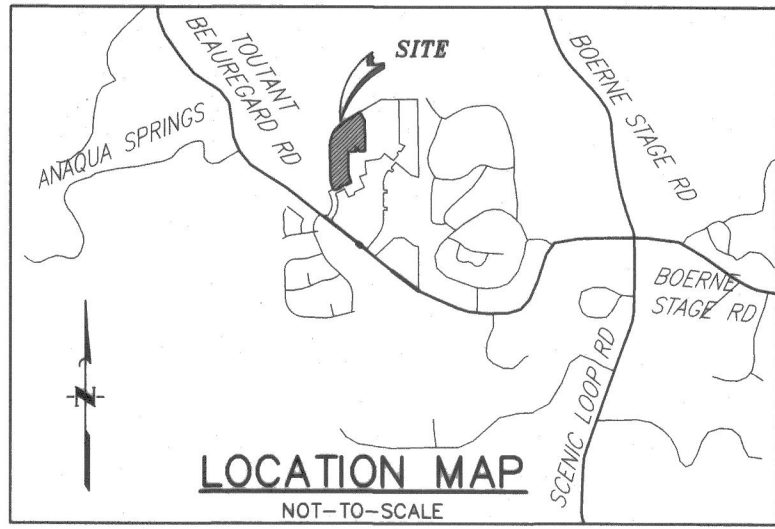 SITE
TOUTANT
BEAUREGARD RD
BOERNE STAGE RD
ANAQUA SPRINGS
BOERNE
STAGE RD
SCENIC LOOP RD
N
LOCATION MAP
NOT-TO-SCALE